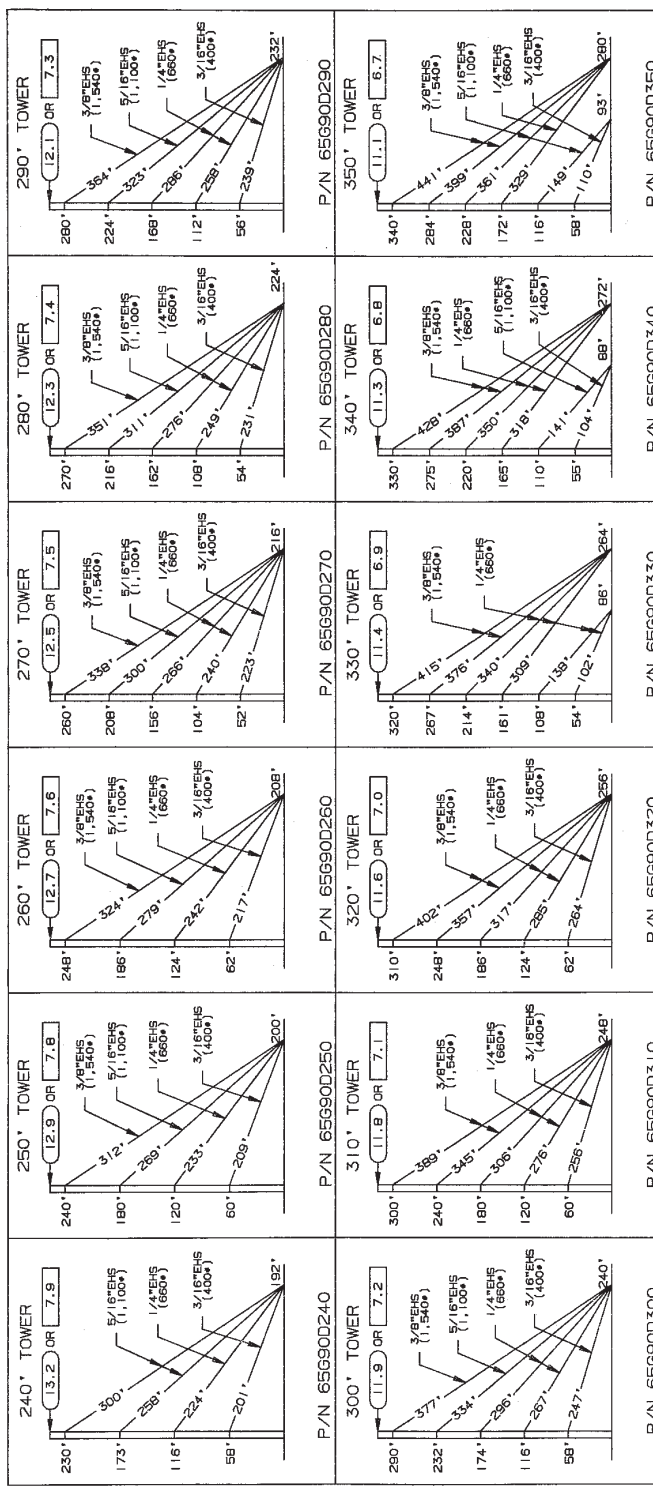 240' TOWER
13.2 OR 7.9
230'
173'
116'
58'
300'
258'
224'
201'
5/16"EHS
(1,100#)
1/4"EHS
(660#)
3/16"EHS
(400#)
192'
P/N 65G90D240
250' TOWER
12.9 OR 7.8
240'
180'
120'
60'
312'
269'
233'
209'
3/8"EHS
(1,540#)
5/16"EHS
(1,100#)
1/4"EHS
(660#)
3/16"EHS
(400#)
200'
P/N 65G90D250
260' TOWER
12.7 OR 7.6
248'
186'
124'
62'
324'
279'
242'
217'
3/8"EHS
(1,540#)
5/16"EHS
(1,100#)
1/4"EHS
(660#)
3/16"EHS
(400#)
208'
P/N 65G90D260
270' TOWER
12.5 OR 7.5
260'
208'
156'
104'
52'
338'
300'
266'
240'
223'
3/8"EHS
(1,540#)
5/16"EHS
(1,100#)
1/4"EHS
(660#)
3/16"EHS
(400#)
216'
P/N 65G90D270
280' TOWER
12.3 OR 7.4
270'
216'
162'
108'
54'
351'
311'
276'
249'
231'
3/8"EHS
(1,540#)
5/16"EHS
(1,100#)
1/4"EHS
(660#)
3/16"EHS
(400#)
224'
P/N 65G90D280
290' TOWER
12.1 OR 7.3
280'
224'
168'
112'
56'
364'
323'
286'
258'
239'
3/8"EHS
(1,540#)
5/16"EHS
(1,100#)
1/4"EHS
(660#)
3/16"EHS
(400#)
232'
P/N 65G90D290
300' TOWER
11.9 OR 7.2
290'
232'
174'
116'
58'
377'
334'
296'
267'
247'
3/8"EHS
(1,540#)
5/16"EHS
(1,100#)
1/4"EHS
(660#)
3/16"EHS
(400#)
240'
P/N 65G90D300
310' TOWER
11.8 OR 7.1
300'
240'
180'
120'
60'
389'
345'
306'
276'
256'
3/8"EHS
(1,540#)
1/4"EHS
(660#)
3/16"EHS
(400#)
248'
P/N 65G90D310
320' TOWER
11.6 OR 7.0
310'
248'
186'
124'
62'
402'
357'
317'
285'
264'
3/8"EHS
(1,540#)
1/4"EHS
(660#)
3/16"EHS
(400#)
256'
P/N 65G90D320
330' TOWER
11.4 OR 6.9
320'
267'
214'
161'
108'
54'
415'
376'
340'
309'
138'
102'
3/8"EHS
(1,540#)
1/4"EHS
(660#)
86'
264'
P/N 65G90D330
340' TOWER
11.3 OR 6.8
330'
275'
220'
165'
110'
55'
428'
387'
350'
318'
141'
104'
3/8"EHS
(1,540#)
1/4"EHS
(660#)
5/16"EHS
(1,100#)
3/16"EHS
(400#)
88'
272'
P/N 65G90D340
350' TOWER
11.1 OR 6.7
340'
284'
228'
172'
116'
58'
441'
399'
361'
329'
149'
110'
3/8"EHS
(1,540#)
5/16"EHS
(1,100#)
1/4"EHS
(660#)
3/16"EHS
(400#)
93'
280'
P/N 65G90D350